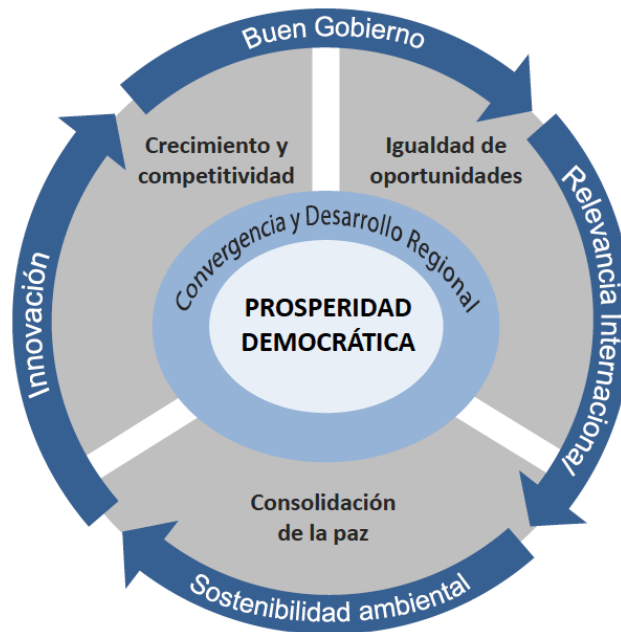 Buen Gobierno
Crecimiento y
competitividad
Igualdad de
oportunidades
Relevancia Internacional
Innovación
Convergencia y Desarrollo Regional
PROSPERIDAD
DEMOCRÁTICA
Consolidación
de la paz
Sostenibilidad ambiental